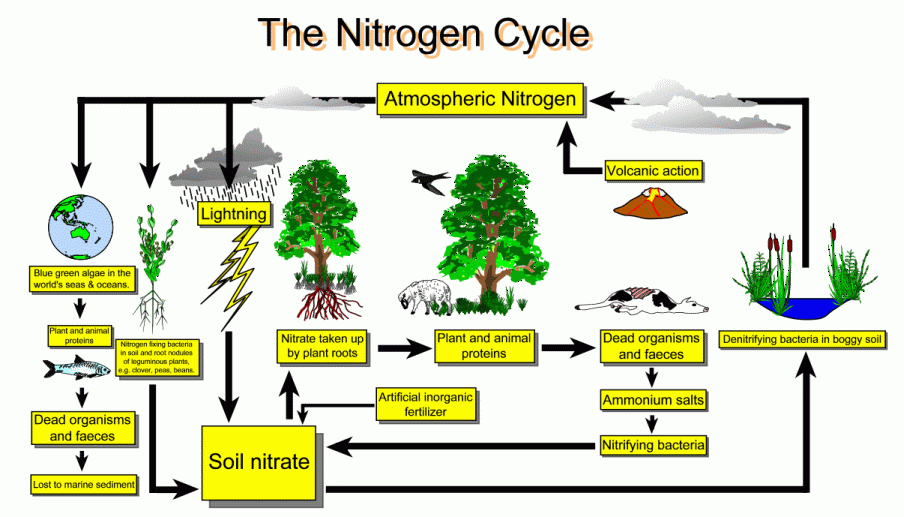 The Nitrogen Cycle
Atmospheric Nitrogen
Volcanic action
Lightning
Blue green algae in the
world's seas & oceans.
Plant and animal
proteins
Nitrogen fixing bacteria
in soil and root nodules
of leguminous plants,
e.g. clover, peas, beans.
Nitrate taken up
by plant roots
Plant and animal
proteins
Dead organisms
and faeces
Denitrifying bacteria in boggy soil
Artificial inorganic
fertilizer
Ammonium salts
Dead organisms
and faeces
Nitrifying bacteria
Soil nitrate
Lost to marine sediment